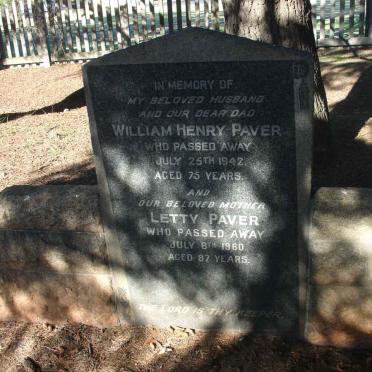 IN MEMORY OF
MY BELOVED HUSBAND
AND OUR DEAR DAD
WILLIAM HENRY PAVER
WHO PASSED AWAY
JULY 25TH 1942
AGED 75 YEARS.
AND
OUR BELOVED MOTHER
LETTY PAVER
WHO PASSED AWAY
JULY 8TH 1960
AGED 87 YEARS.
THE LORD IS THY KEEPER.